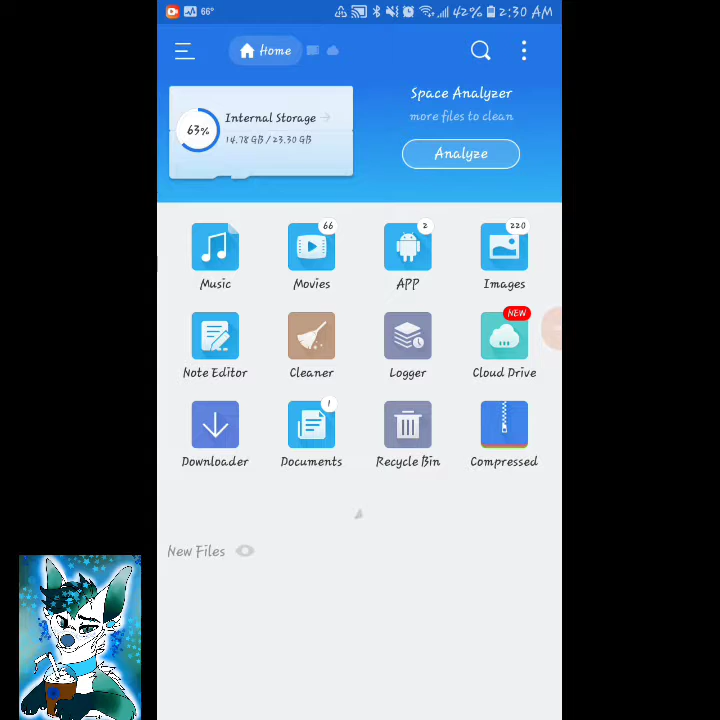 66° 42% 2:30 AM
Home
Space Analyzer
more files to clean
Analyze
63%
Internal Storage
14.78 GB / 23.30 GB
66 2 220
Music Movies APP Images
NEW
Note Editor Cleaner Logger Cloud Drive
1
Downloader Documents Recycle Bin Compressed
New Files